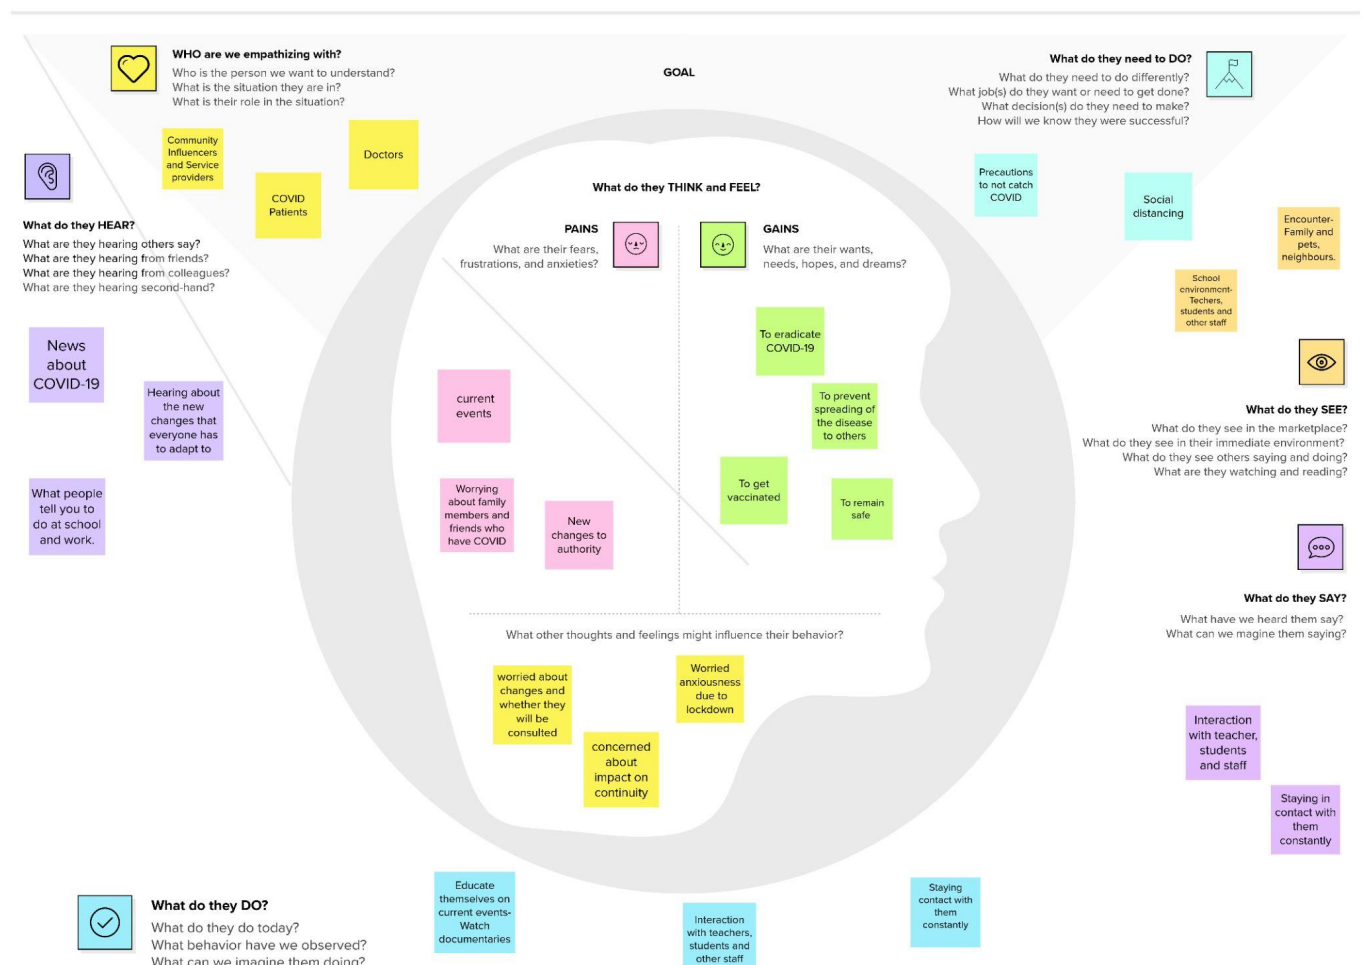 WHO are we empathizing with?
Who is the person we want to understand?
What is the situation they are in?
What is their role in the situation?
Community
Influencers
and Service
providers
COVID
Patients
Doctors
GOAL
What do they need to DO?
What do they need to do differently?
What job(s) do they want or need to get done?
What decision(s) do they need to make?
How will we know they were successful?
Precautions
to not catch
COVID
Social
distancing
What do they HEAR?
What are they hearing others say?
What are they hearing from friends?
What are they hearing from colleagues?
What are they hearing second-hand?
News
about
COVID-19
Hearing about
the new
changes that
everyone has
to adapt to
What people
tell you to
do at school
and work.
What do they THINK and FEEL?
PAINS
What are their fears,
frustrations, and anxieties?
current
events
Worrying
about family
members and
friends who
have COVID
New
changes to
authority
GAINS
What are their wants,
needs, hopes, and dreams?
To eradicate
COVID-19
To prevent
spreading of
the disease
to others
To get
vaccinated
To remain
safe
What other thoughts and feelings might influence their behavior?
worried about
changes and
whether they
will be
consulted
concerned
about
impact on
continuity
Worried
anxiousness
due to
lockdown
Encounter-
Family and
pets,
neighbours.
School
environment-
Techers,
students and
other staff
What do they SEE?
What do they see in the marketplace?
What do they see in their immediate environment?
What do they see others saying and doing?
What are they watching and reading?
What do they SAY?
What have we heard them say?
What can we magine them saying?
Interaction
with teacher,
students
and staff
Staying in
contact with
them
constantly
What do they DO?
What do they do today?
What behavior have we observed?
What can we imagine them doing?
Educate
themselves on
current events-
Watch
documentaries
Interaction
with teachers,
students and
other staff
Staying
contact with
them
constantly